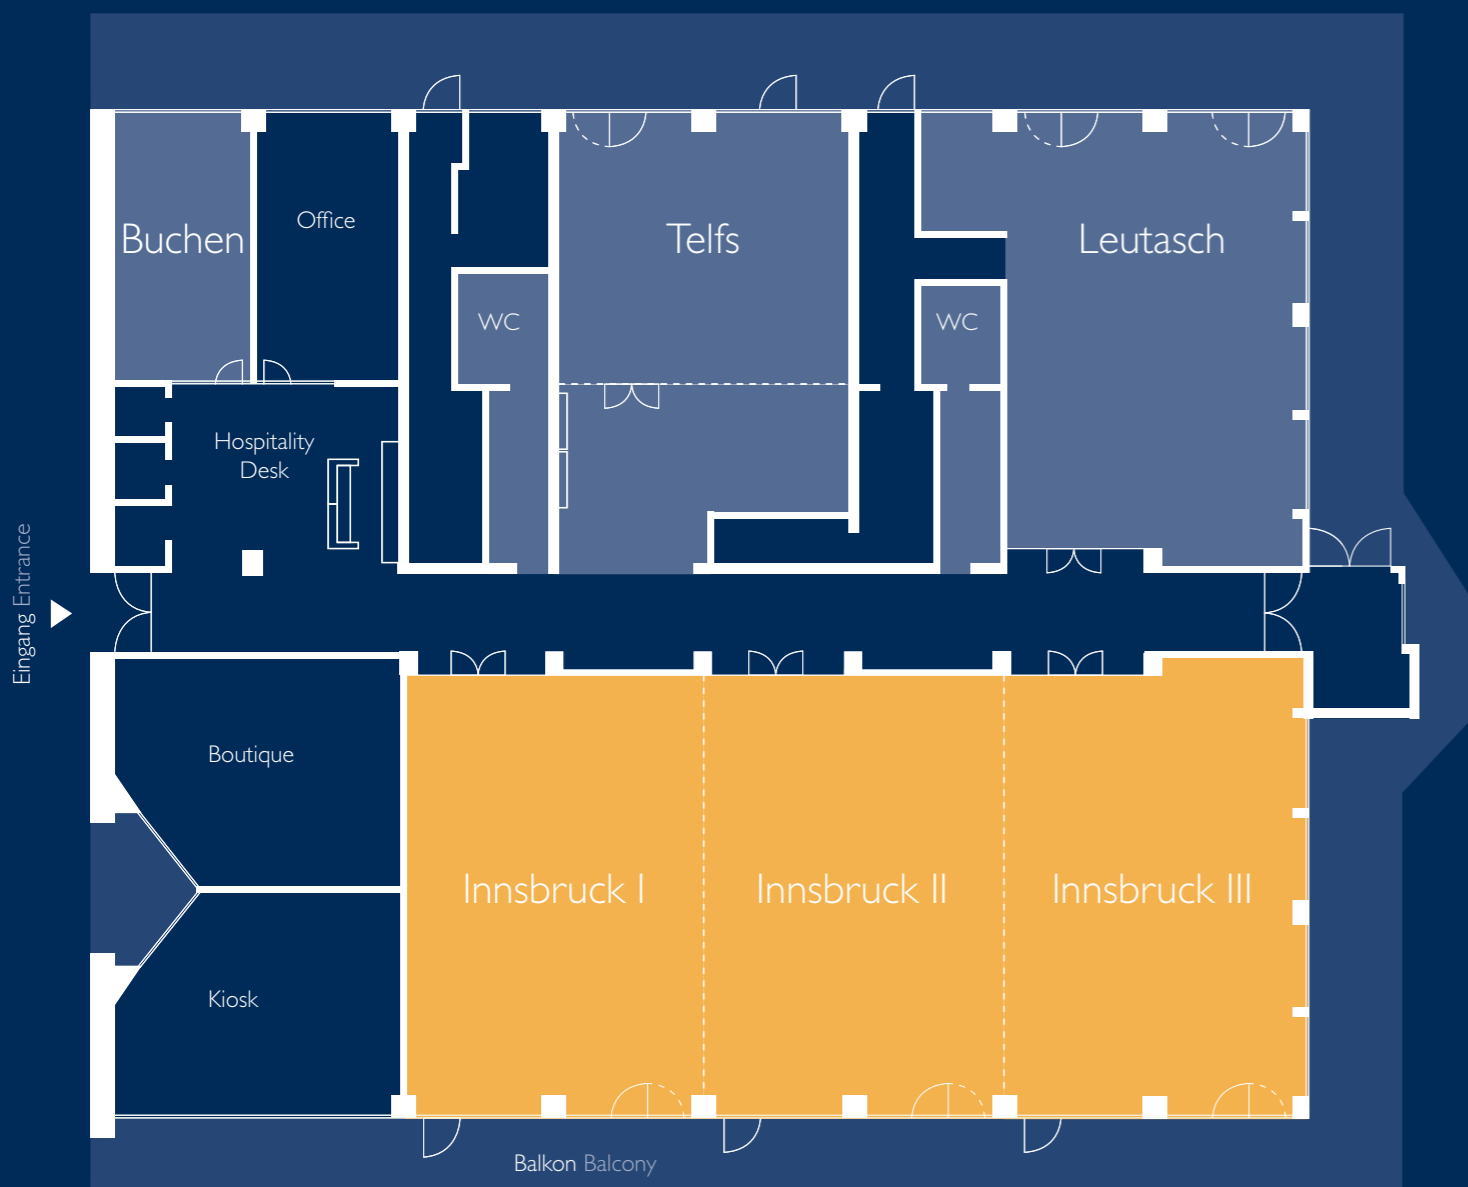 Buchen
Office
Telfs
Leutasch
WC
WC
Hospitality
Desk
Eingang Entrance
Boutique
Innsbruck I
Innsbruck II
Innsbruck III
Kiosk
Balkon Balcony